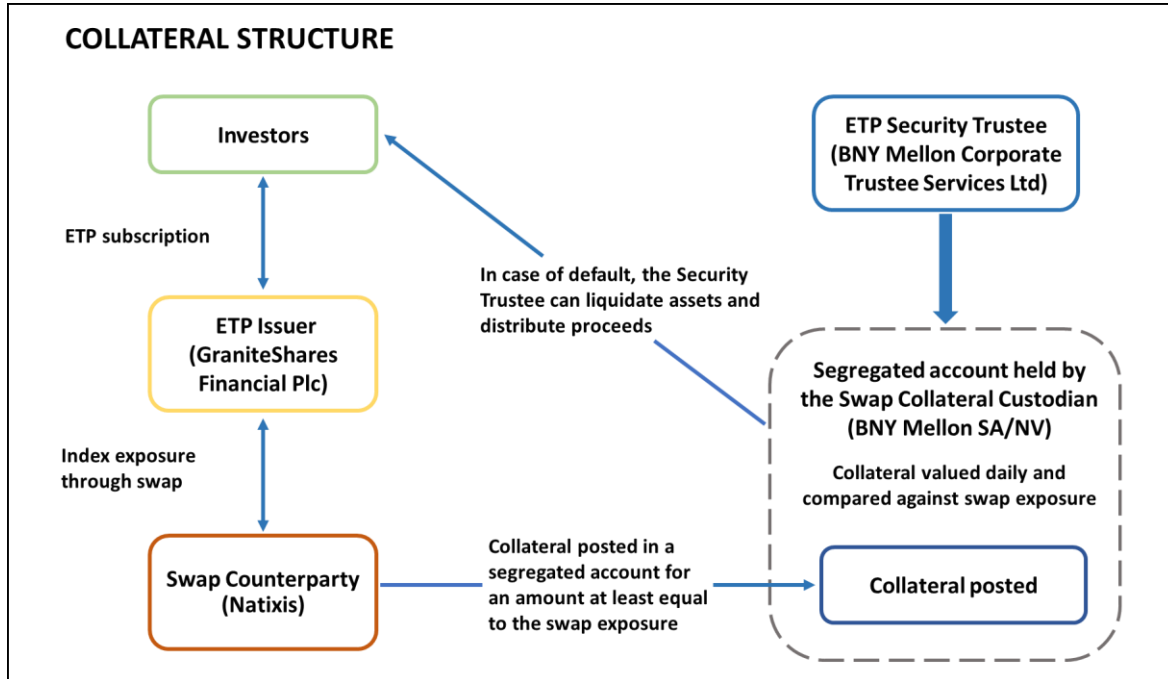 COLLATERAL STRUCTURE
Investors
ETP subscription
ETP Issuer
(GraniteShares
Financial Plc)
Index exposure
through swap
Swap Counterparty
(Natixis)
In case of default, the Security
Trustee can liquidate assets and
distribute proceeds
Collateral posted in a
segregated account for
an amount at least equal
to the swap exposure
ETP Security Trustee
(BNY Mellon Corporate
Trustee Services Ltd)
Segregated account held by
the Swap Collateral Custodian
(BNY Mellon SA/NV)
Collateral valued daily and
compared against swap exposure
Collateral posted